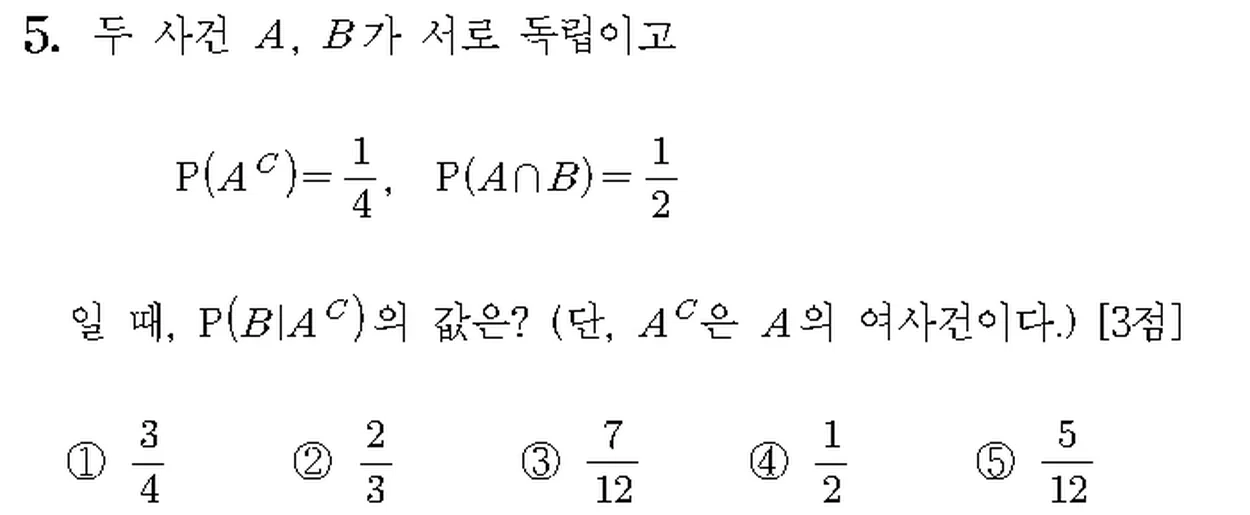 5. 두 사건 A, B가 서로 독립이고
P(A^C)=1/4, P(A∩B)=1/2
일 때, P(B|A^C)의 값은? (단, A^C은 A의 여사건이다.) [3점]
① 3/4 ② 2/3 ③ 7/12 ④ 1/2 ⑤ 5/12